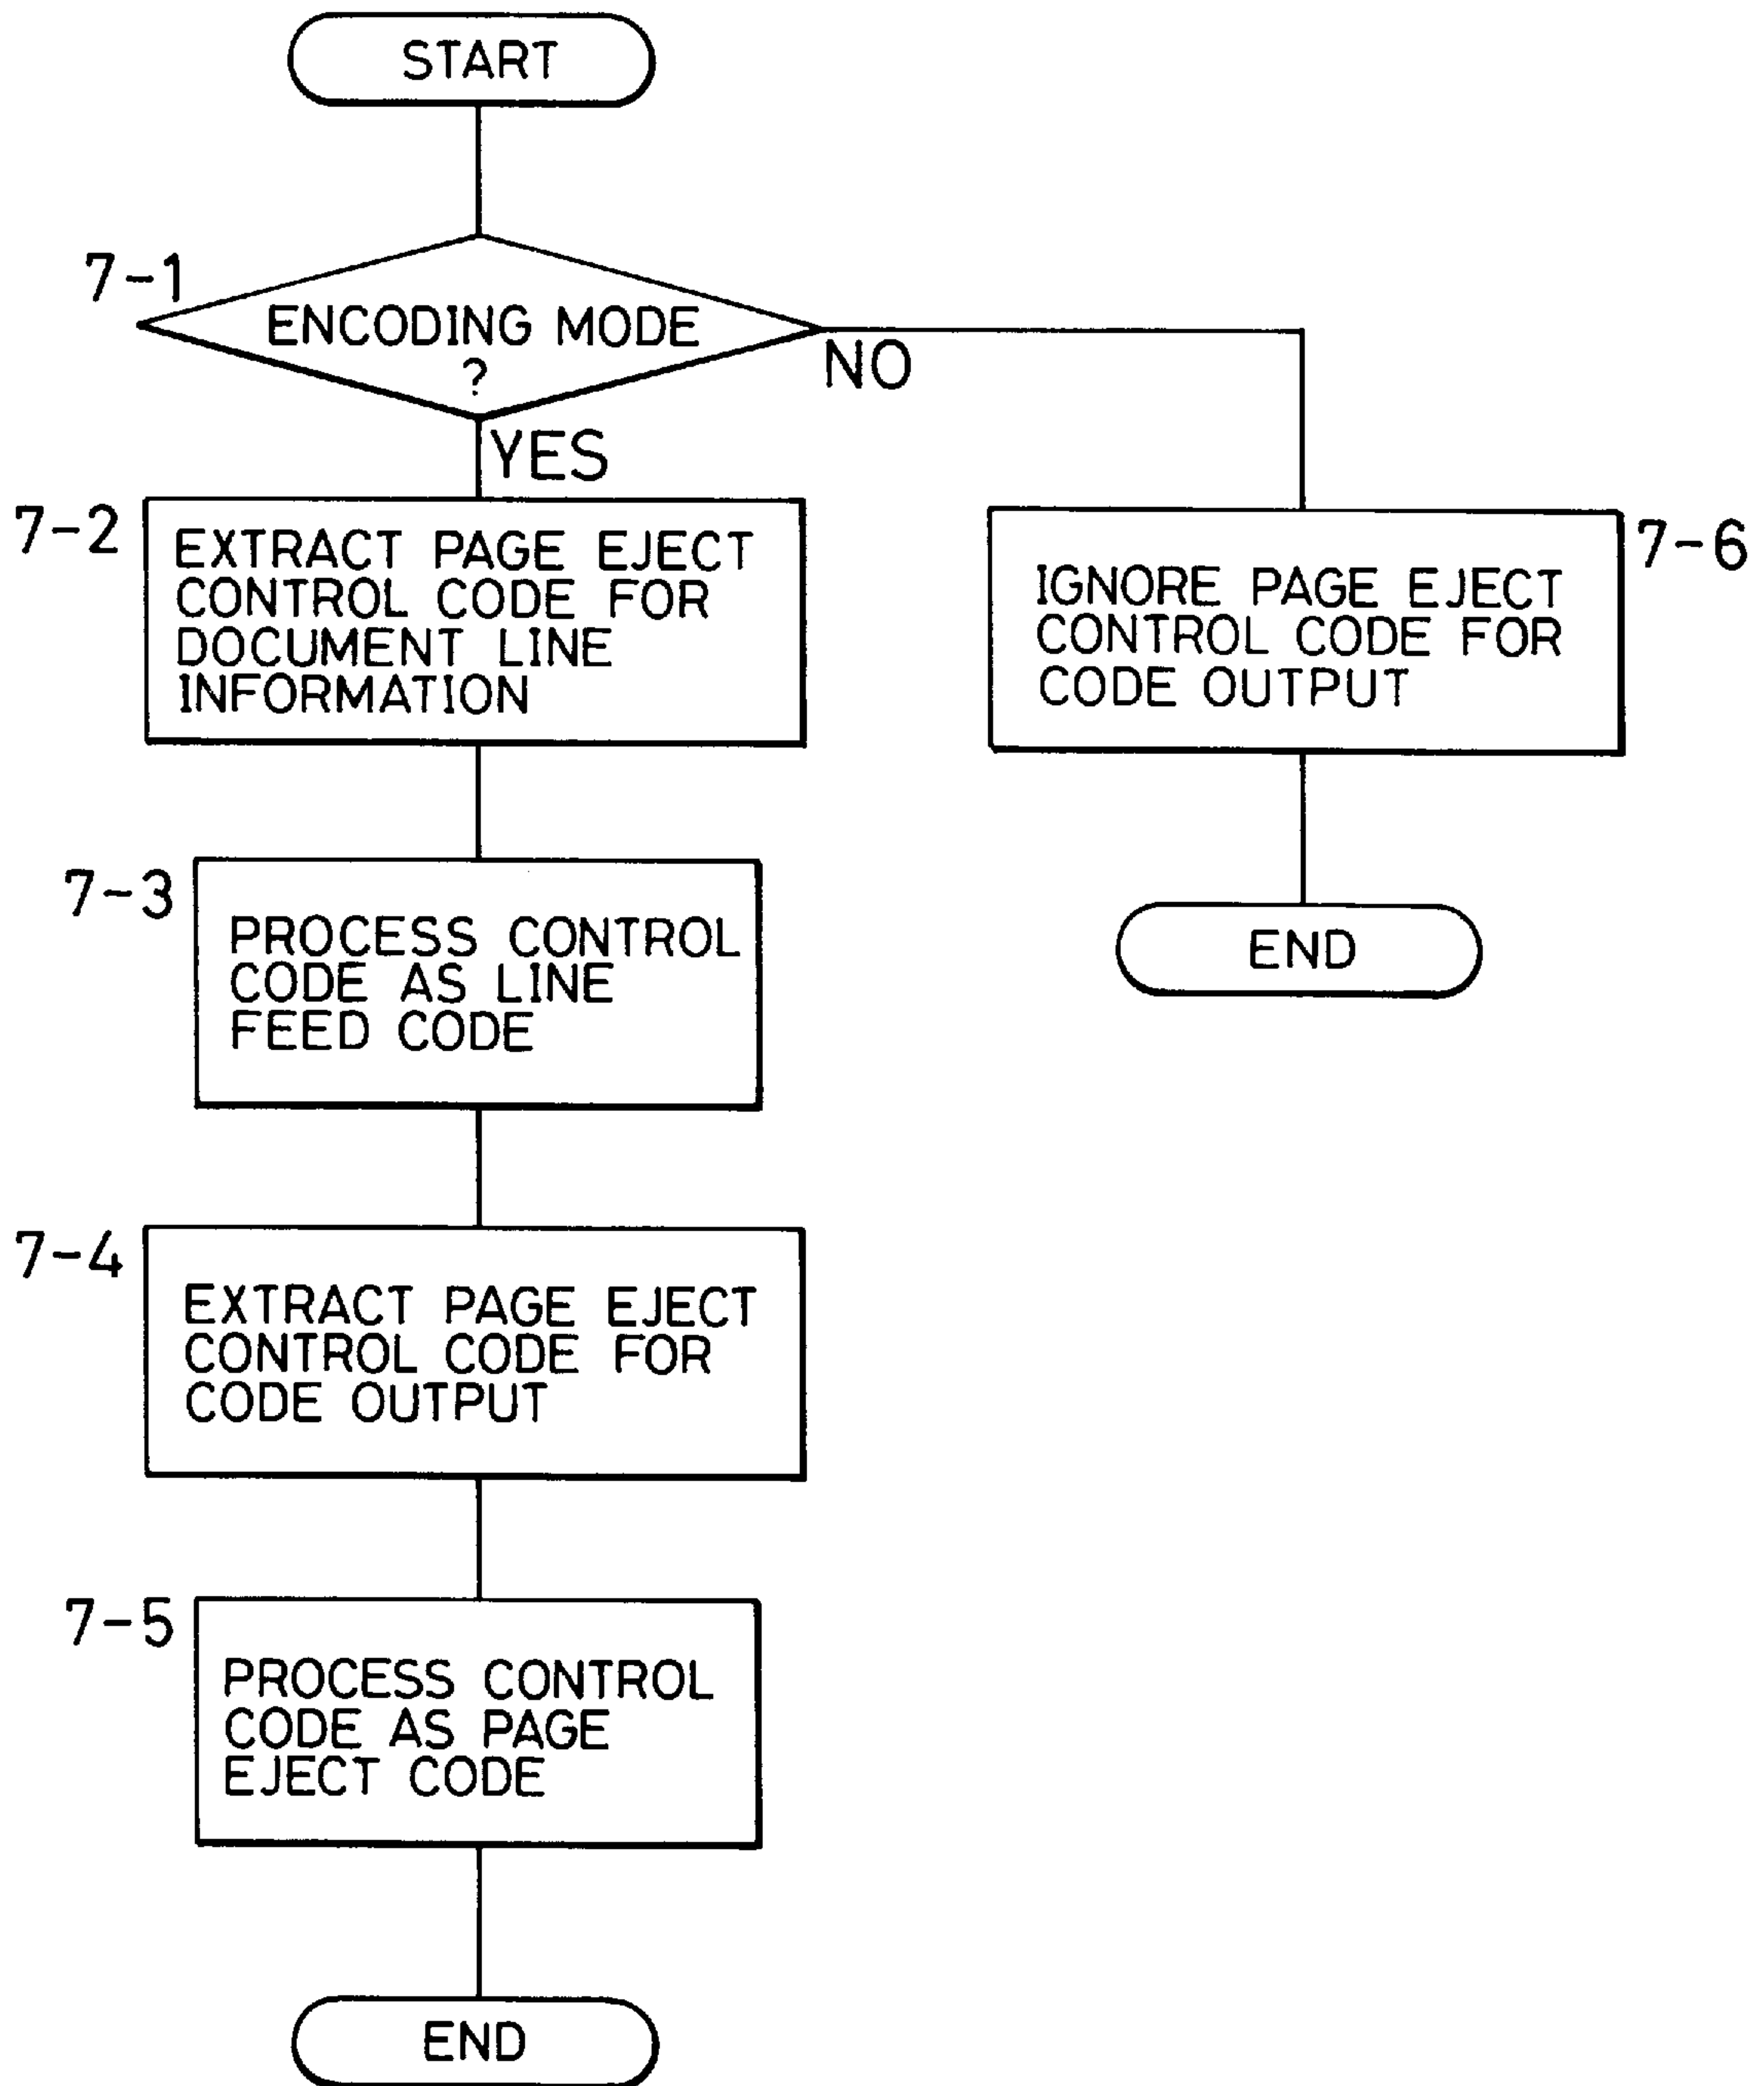 START
7-1
ENCODING MODE
?
NO
YES
7-2
EXTRACT PAGE EJECT
CONTROL CODE FOR
DOCUMENT LINE
INFORMATION
7-6
IGNORE PAGE EJECT
CONTROL CODE FOR
CODE OUTPUT
END
7-3
PROCESS CONTROL
CODE AS LINE
FEED CODE
7-4
EXTRACT PAGE EJECT
CONTROL CODE FOR
CODE OUTPUT
7-5
PROCESS CONTROL
CODE AS PAGE
EJECT CODE
END